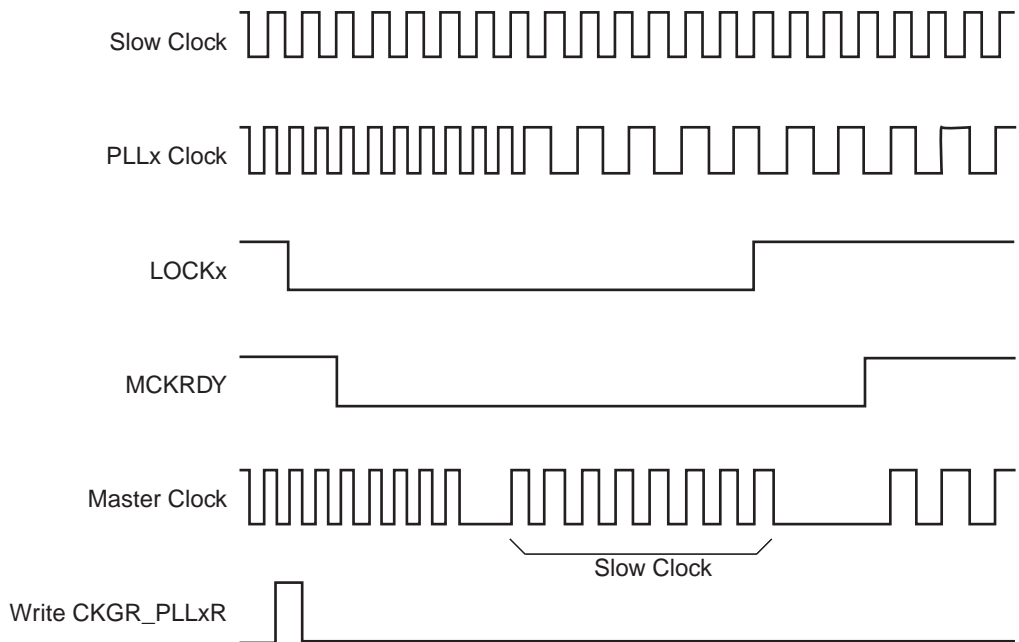 Slow Clock
PLLx Clock
LOCKx
MCKRDY
Master Clock
Slow Clock
Write CKGR_PLLxR